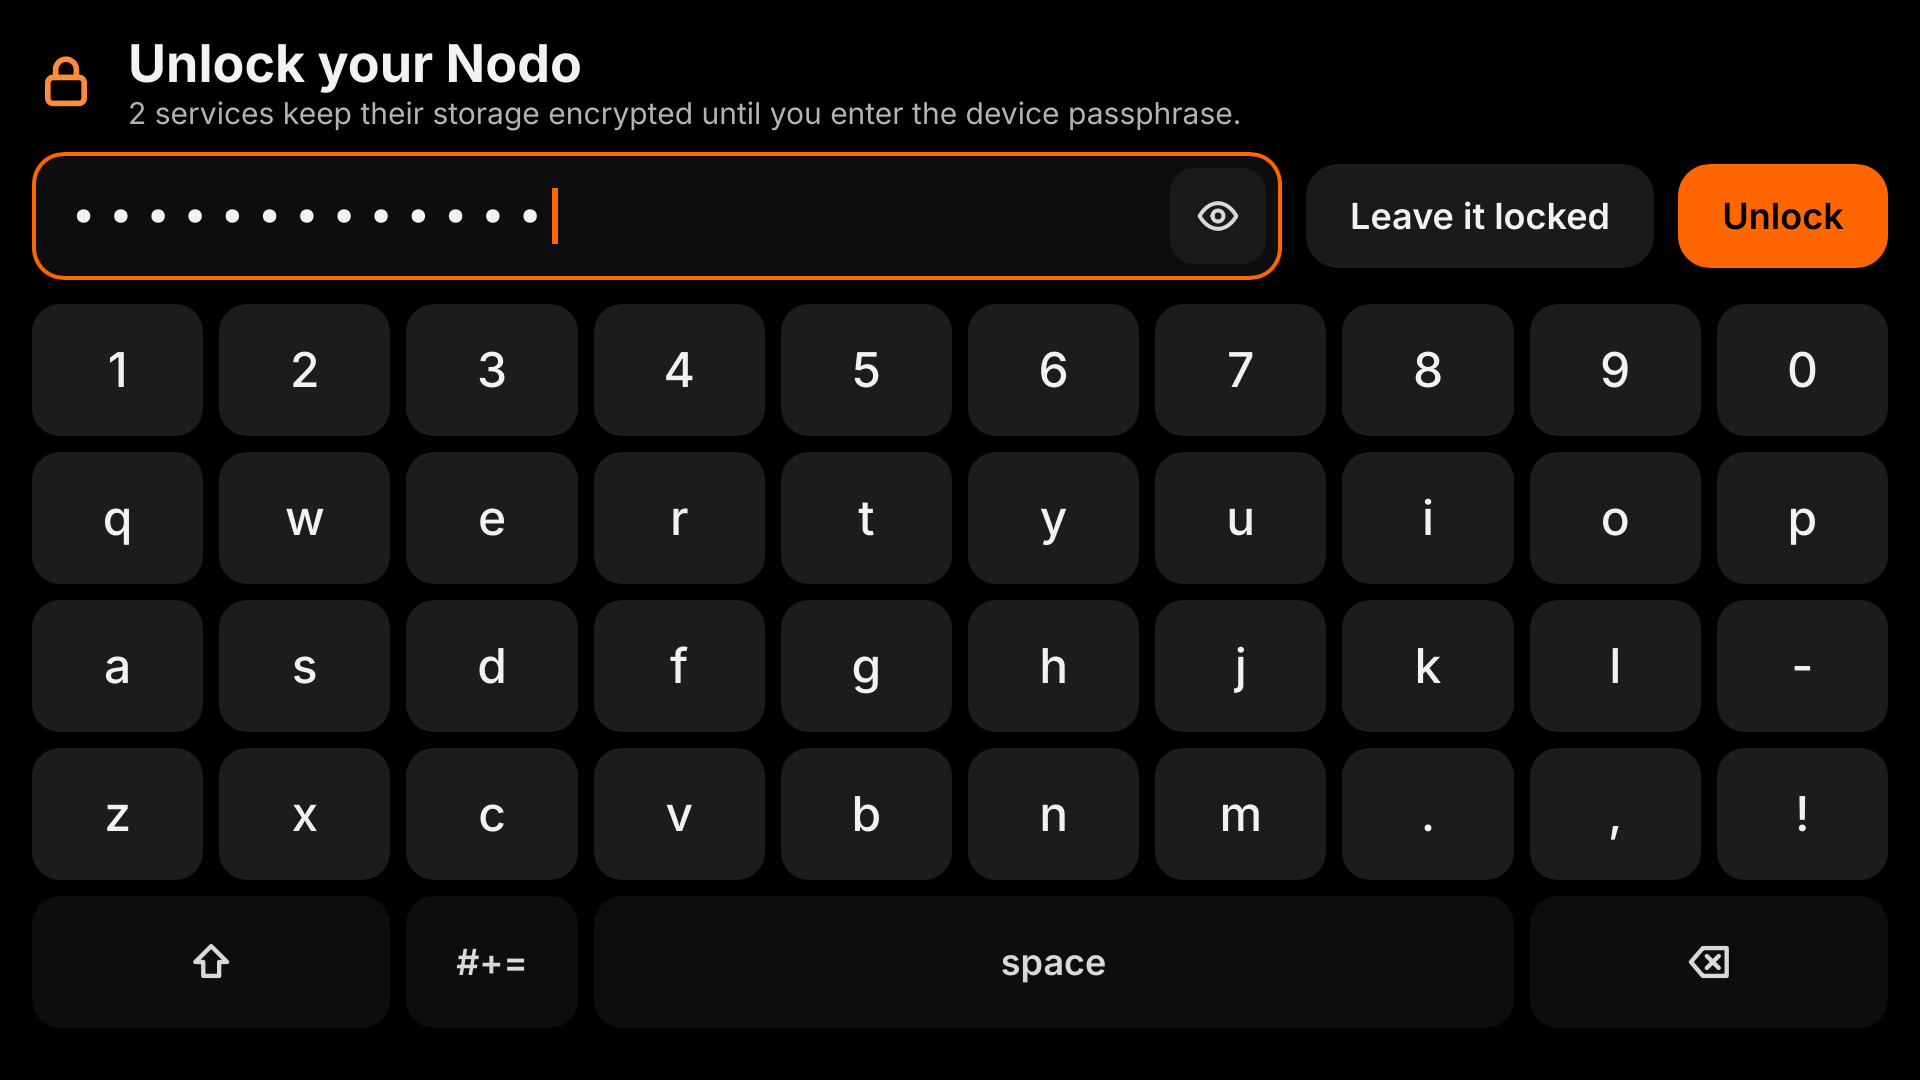 Unlock your Nodo
2 services keep their storage encrypted until you enter the device passphrase.
•••••••••••••
Leave it locked
Unlock
1 2 3 4 5 6 7 8 9 0
q w e r t y u i o p
a s d f g h j k l -
z x c v b n m . , !
#+= space